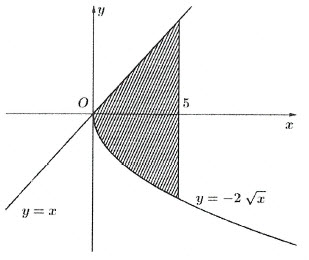 y
O
5
x
y = x
y = −2 √x